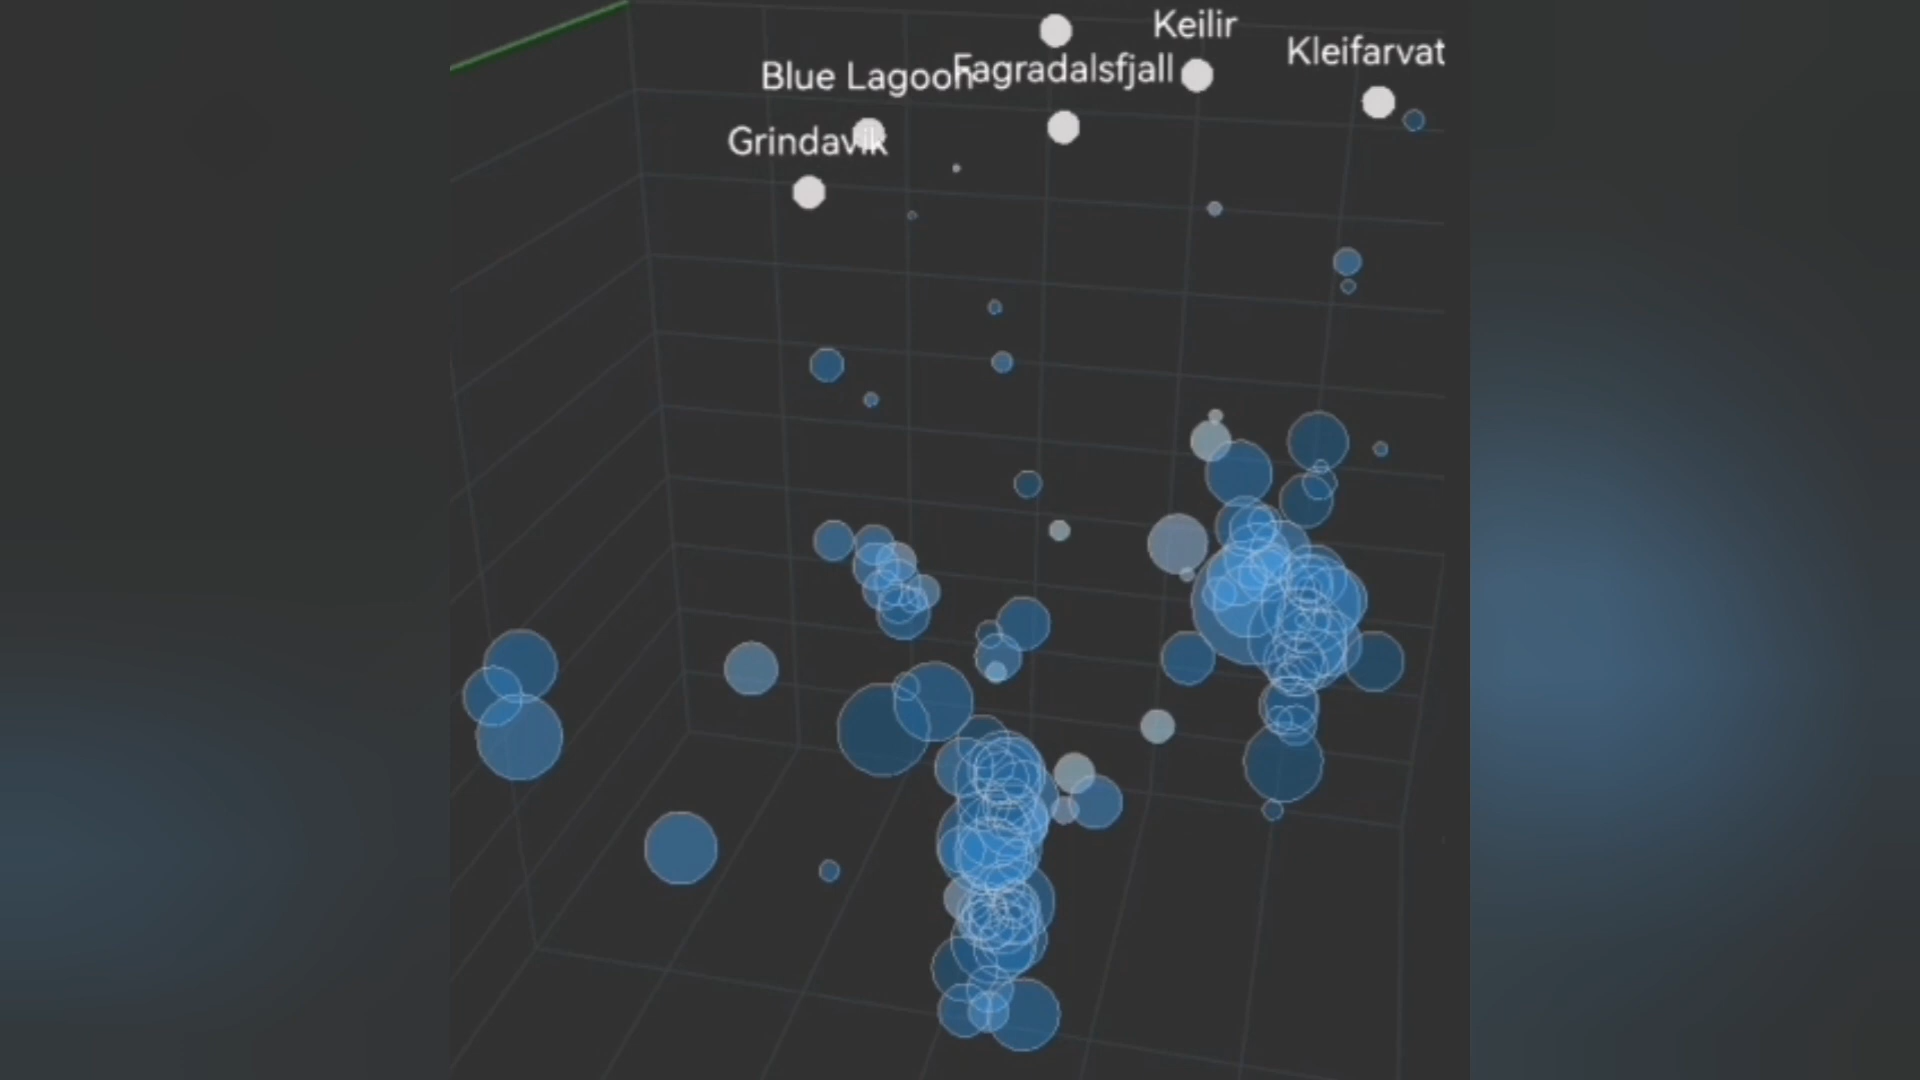 Keilir
Kleifarvat
Fagradalsfjall
Blue Lagoon
Grindavik